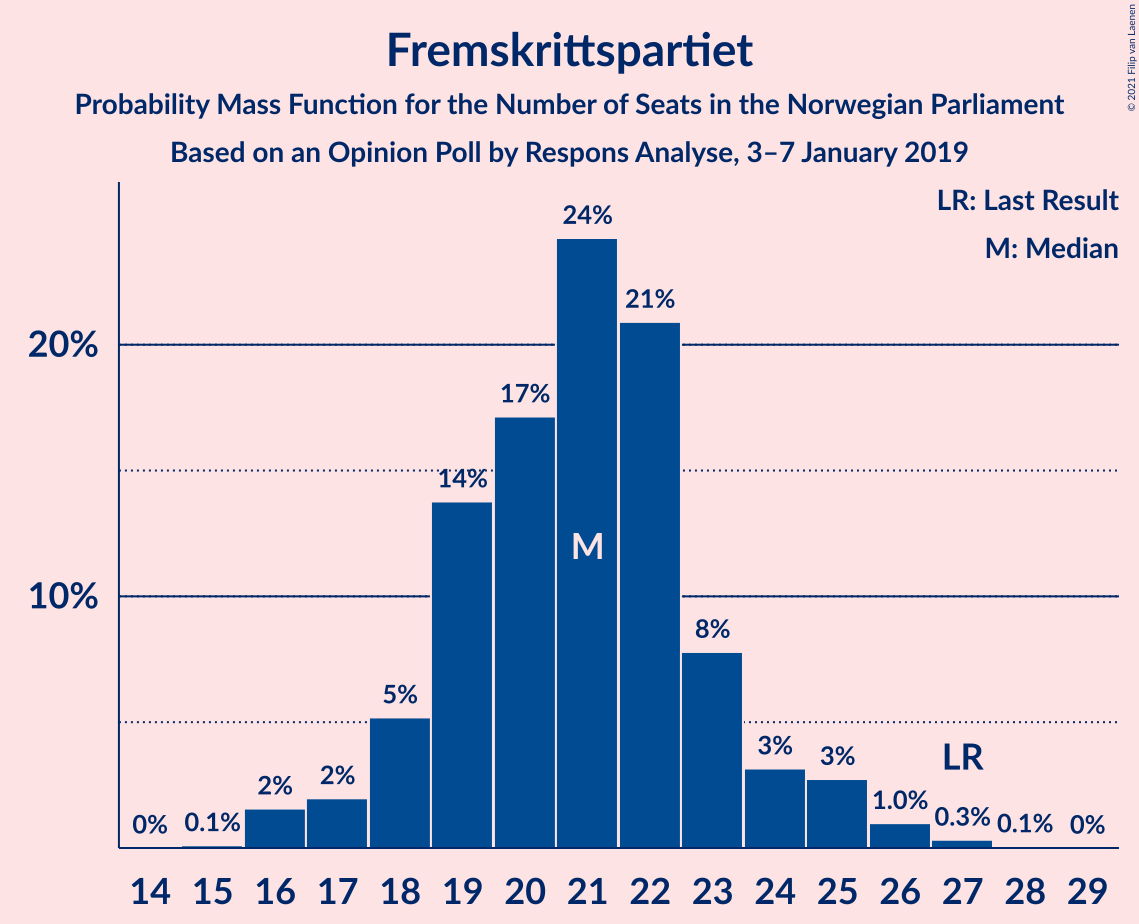 Fremskrittspartiet
Probability Mass Function for the Number of Seats in the Norwegian Parliament
Based on an Opinion Poll by Respons Analyse, 3–7 January 2019
© 2021 Filip van Laenen
LR: Last Result
M: Median
20%
10%
0%
0.1%
2%
2%
5%
14%
17%
24%
21%
8%
3%
3%
1.0%
0.3%
0.1%
0%
M
LR
14 15 16 17 18 19 20 21 22 23 24 25 26 27 28 29